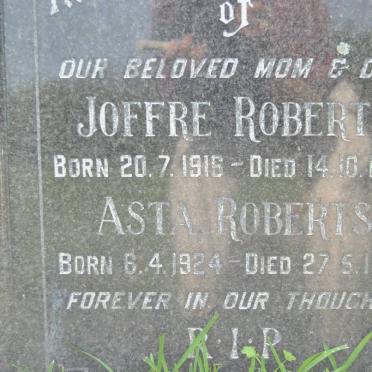 of
OUR BELOVED MOM & D
JOFFRE ROBERT
BORN 20.7.1915 - DIED 14.10.
ASTA ROBERTS
BORN 6.4.1924 - DIED 27 5.1
FOREVER IN OUR THOUGH
R.I.P.